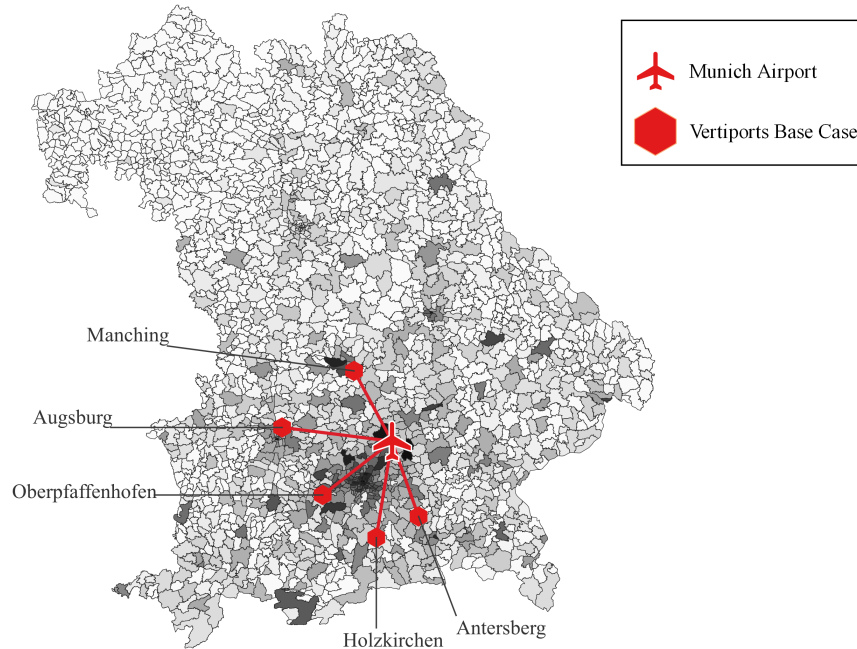 Munich Airport
Vertiports Base Case
Manching
Augsburg
Oberpfaffenhofen
Holzkirchen
Antersberg